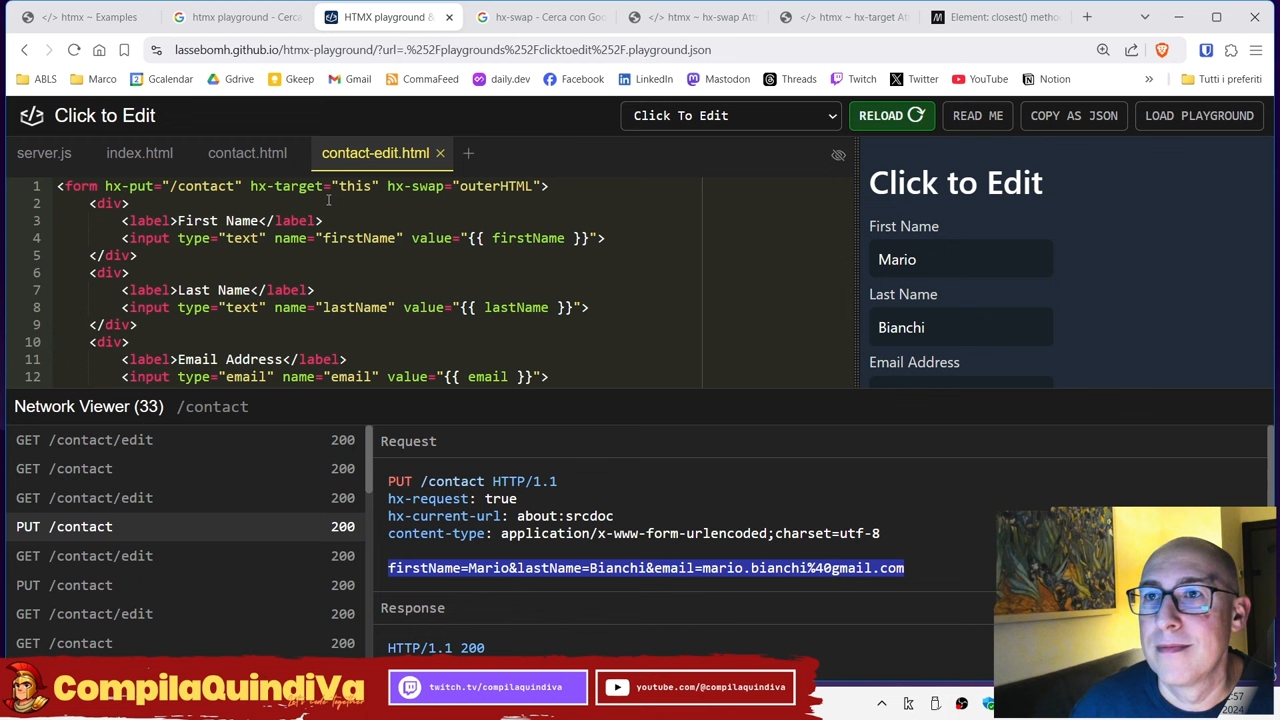 </> htmx ~ Examples
htmx playground - Cerca
HTMX playground &
hx-swap - Cerca con Goo
</> htmx ~ hx-swap Att
</> htmx ~ hx-target At
Element: closest() metho
lassebomh.github.io/htmx-playground/?url=.%252Fplaygrounds%252Fclicktoedit%252F.playground.json
ABLS
Marco
Gcalendar
Gdrive
Gkeep
Gmail
CommaFeed
daily.dev
Facebook
LinkedIn
Mastodon
Threads
Twitch
Twitter
YouTube
Notion
»
Tutti i preferiti
Click to Edit
Click To Edit
RELOAD
READ ME
COPY AS JSON
LOAD PLAYGROUND
server.js
index.html
contact.html
contact-edit.html
1 <form hx-put="/contact" hx-target="this" hx-swap="outerHTML">
2 <div>
3 <label>First Name</label>
4 <input type="text" name="firstName" value="{{ firstName }}">
5 </div>
6 <div>
7 <label>Last Name</label>
8 <input type="text" name="lastName" value="{{ lastName }}">
9 </div>
10 <div>
11 <label>Email Address</label>
12 <input type="email" name="email" value="{{ email }}">
Click to Edit
First Name
Mario
Last Name
Bianchi
Email Address
Network Viewer (33) /contact
GET /contact/edit 200
GET /contact 200
GET /contact/edit 200
PUT /contact 200
GET /contact/edit 200
PUT /contact 200
GET /contact/edit 200
GET /contact 200
Request
PUT /contact HTTP/1.1
hx-request: true
hx-current-url: about:srcdoc
content-type: application/x-www-form-urlencoded;charset=utf-8
firstName=Mario&lastName=Bianchi&email=mario.bianchi%40gmail.com
Response
HTTP/1.1 200
CompilaQuindiVa
Let's code together
twitch.tv/compilaquindiva
youtube.com/@compilaquindiva
:57
2024